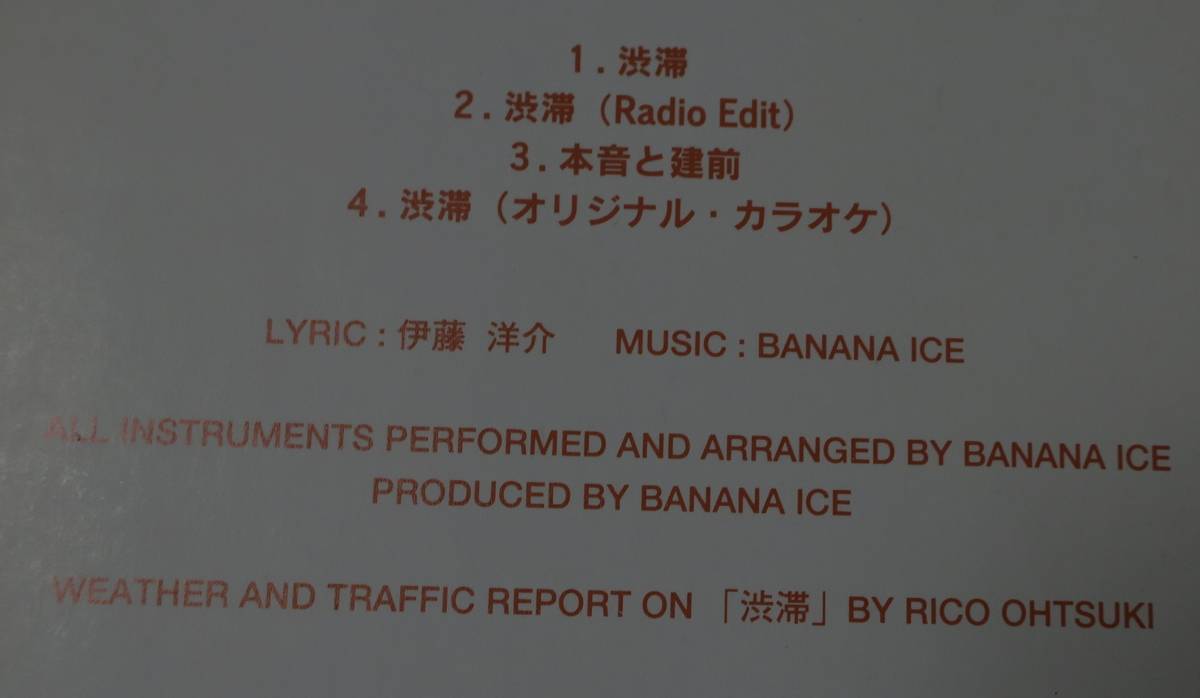 1.渋滞
2.渋滞（Radio Edit）
3.本音と建前
4.渋滞（オリジナル・カラオケ）
LYRIC : 伊藤 洋介 MUSIC : BANANA ICE
ALL INSTRUMENTS PERFORMED AND ARRANGED BY BANANA ICE
PRODUCED BY BANANA ICE
WEATHER AND TRAFFIC REPORT ON 「渋滞」 BY RICO OHTSUKI